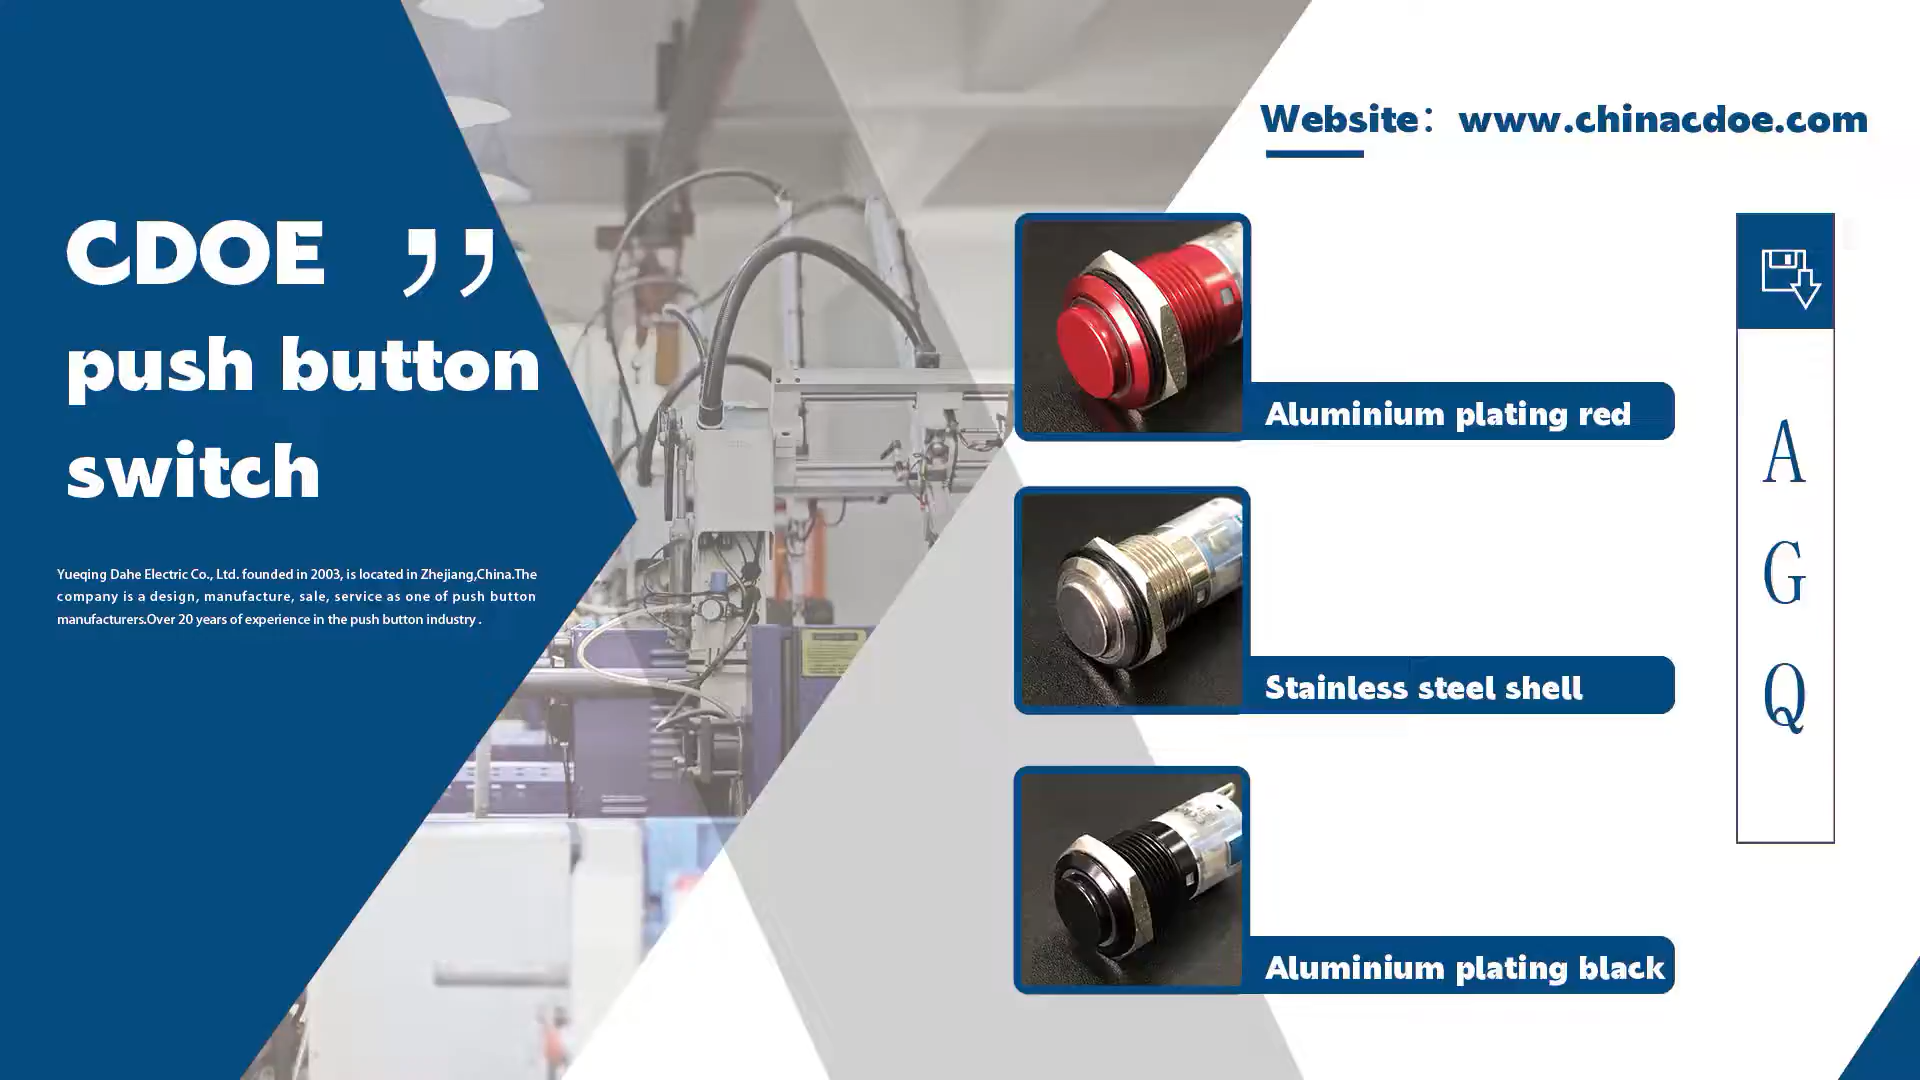 CDOE ,,
push button
switch
Yueqing Dahe Electric Co., Ltd. founded in 2003, is located in Zhejiang,China.The
company is a design, manufacture, sale, service as one of push button
manufacturers.Over 20 years of experience in the push button industry .
Website: www.chinacdoe.com
Aluminium plating red
Stainless steel shell
Aluminium plating black
A
G
Q